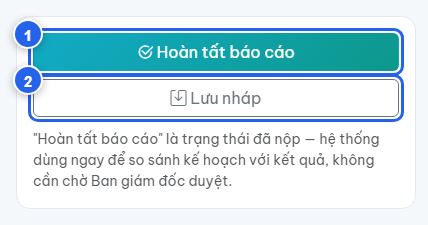 1
Hoàn tất báo cáo
2
Lưu nháp
"Hoàn tất báo cáo" là trạng thái đã nộp — hệ thống
dùng ngay để so sánh kế hoạch với kết quả, không
cần chờ Ban giám đốc duyệt.